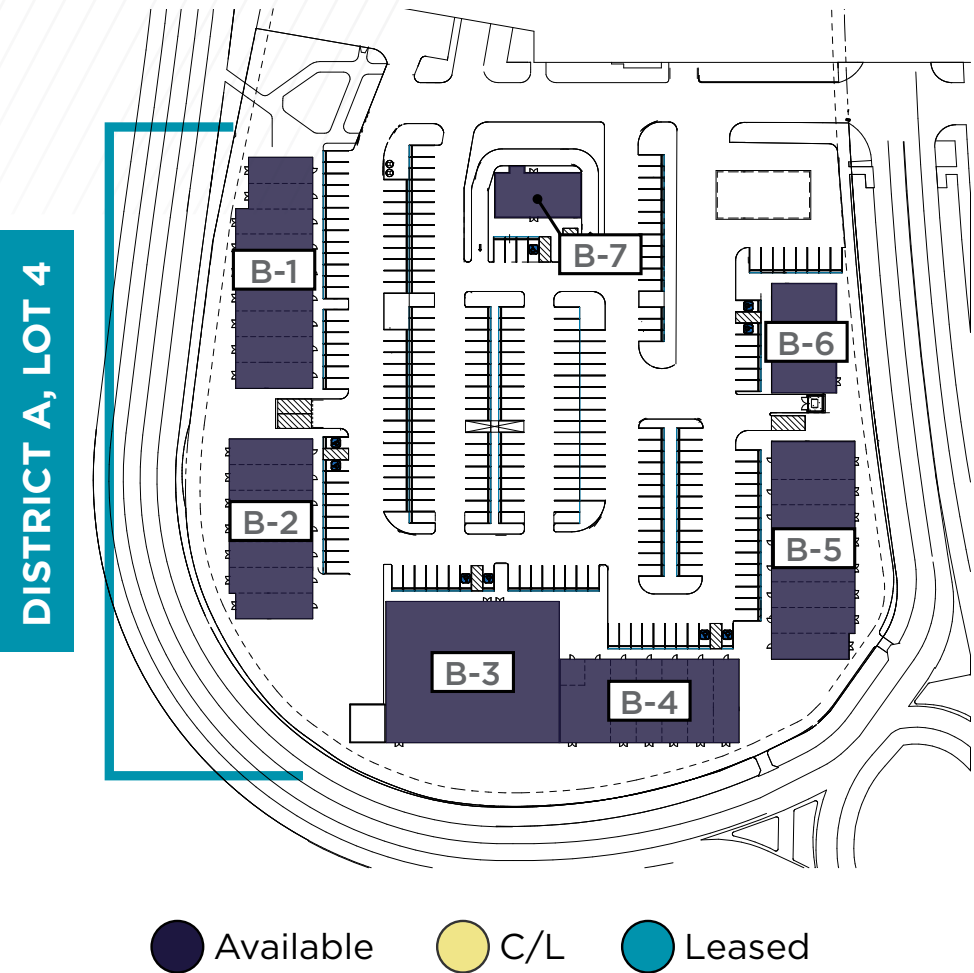 DISTRICT A, LOT 4
B-7
B-1
B-6
B-2
B-5
B-3
B-4
Available
C/L
Leased